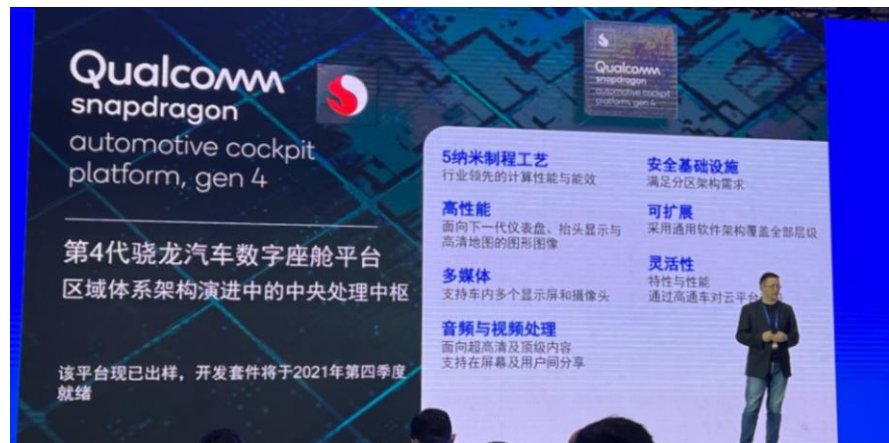 Qualcomm
snapdragon
automotive cockpit
platform, gen 4
第4代骁龙汽车数字座舱平台
区域体系架构演进中的中央处理中枢
该平台现已出样，开发套件将于2021年第四季度
就绪
Qualcomm
snapdragon
automotive cockpit
platform, gen 4
5纳米制程工艺
行业领先的计算性能与能效
高性能
面向下一代仪表盘、抬头显示与
高清地图的图形图像
多媒体
支持车内多个显示屏和摄像头
音频与视频处理
面向超高清及顶级内容
支持在屏幕及用户间分享
安全基础设施
满足分区架构需求
可扩展
采用通用软件架构覆盖全部层级
灵活性
特性与性能
通过高通车对云平台